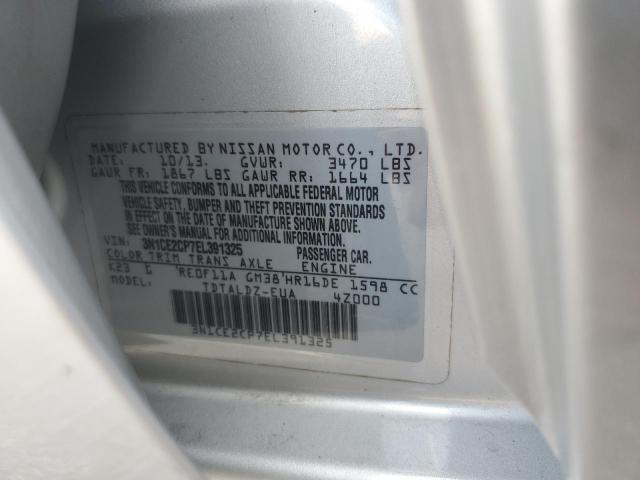 MANUFACTURED BY NISSAN MOTOR CO., LTD.
DATE: 10/13. GVWR: 3470 LBS
GAWR FR: 1867 LBS GAWR RR: 1664 LBS
THIS VEHICLE CONFORMS TO ALL APPLICABLE FEDERAL MOTOR
VEHICLE SAFETY, BUMPER AND THEFT PREVENTION STANDARDS
IN EFFECT ON THE DATE OF MANUFACTURE SHOWN ABOVE.
SEE OWNER'S MANUAL FOR ADDITIONAL INFORMATION.
VIN: 3N1CE2CP7EL391325 PASSENGER CAR.
COLOR TRIM TRANS AXLE ENGINE
K23 G RE0F11A GM38 HR16DE 1598 CC
MODEL: TDTALDZ-EUA 4Z000
3N1CE2CP7EL391325